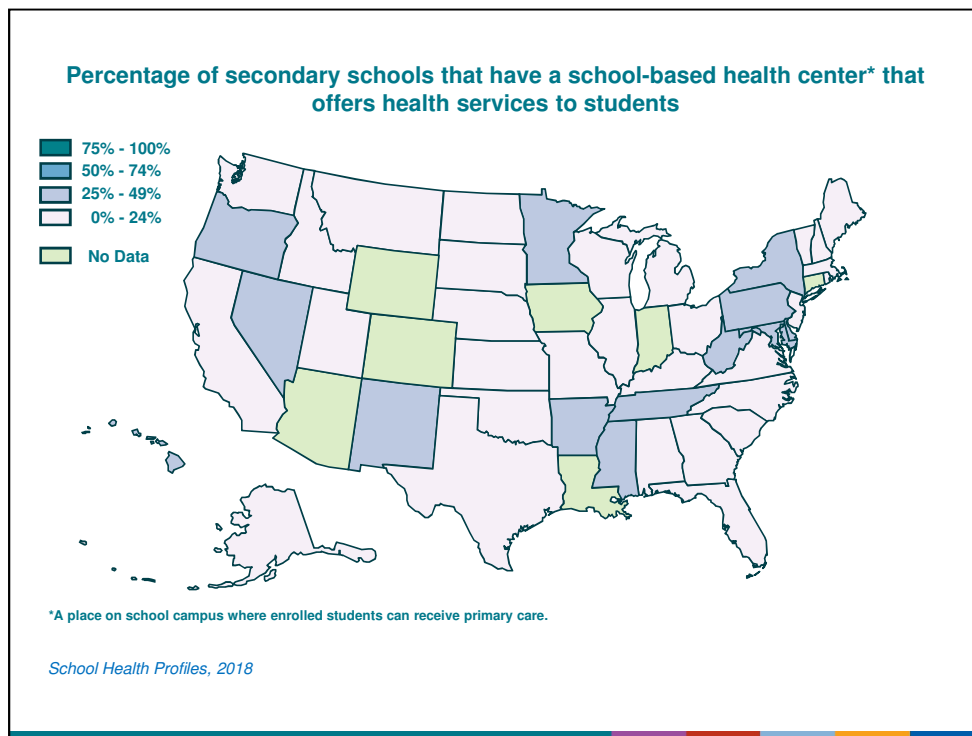 Percentage of secondary schools that have a school-based health center* that
offers health services to students
75% - 100%
50% - 74%
25% - 49%
0% - 24%
No Data
*A place on school campus where enrolled students can receive primary care.
School Health Profiles, 2018